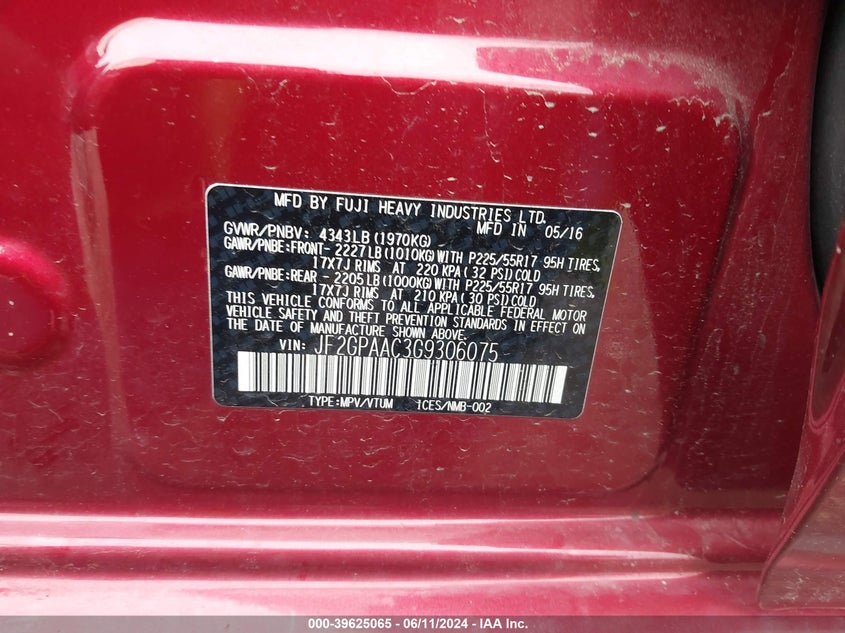 MFD BY FUJI HEAVY INDUSTRIES LTD.
GVWR/PNBV: 4343LB (1970KG) MFD IN 05/16
GAWR/PNBE:FRONT- 2227LB (1010KG) WITH P225/55R17 95H TIRES,
17X7J RIMS AT 220 KPA ( 32 PSI) COLD
GAWR/PNBE:REAR - 2205LB (1000KG) WITH P225/55R17 95H TIRES,
17X7J RIMS AT 210 KPA ( 30 PSI) COLD
THIS VEHICLE CONFORMS TO ALL APPLICABLE FEDERAL MOTOR
VEHICLE SAFETY AND THEFT PREVENTION STANDARDS IN EFFECT ON
THE DATE OF MANUFACTURE SHOWN ABOVE.
VIN: JF2GPAAC3G9306075
TYPE:MPV/VTUM ICES/NMB-002
000-39625065 - 06/11/2024 - IAA Inc.